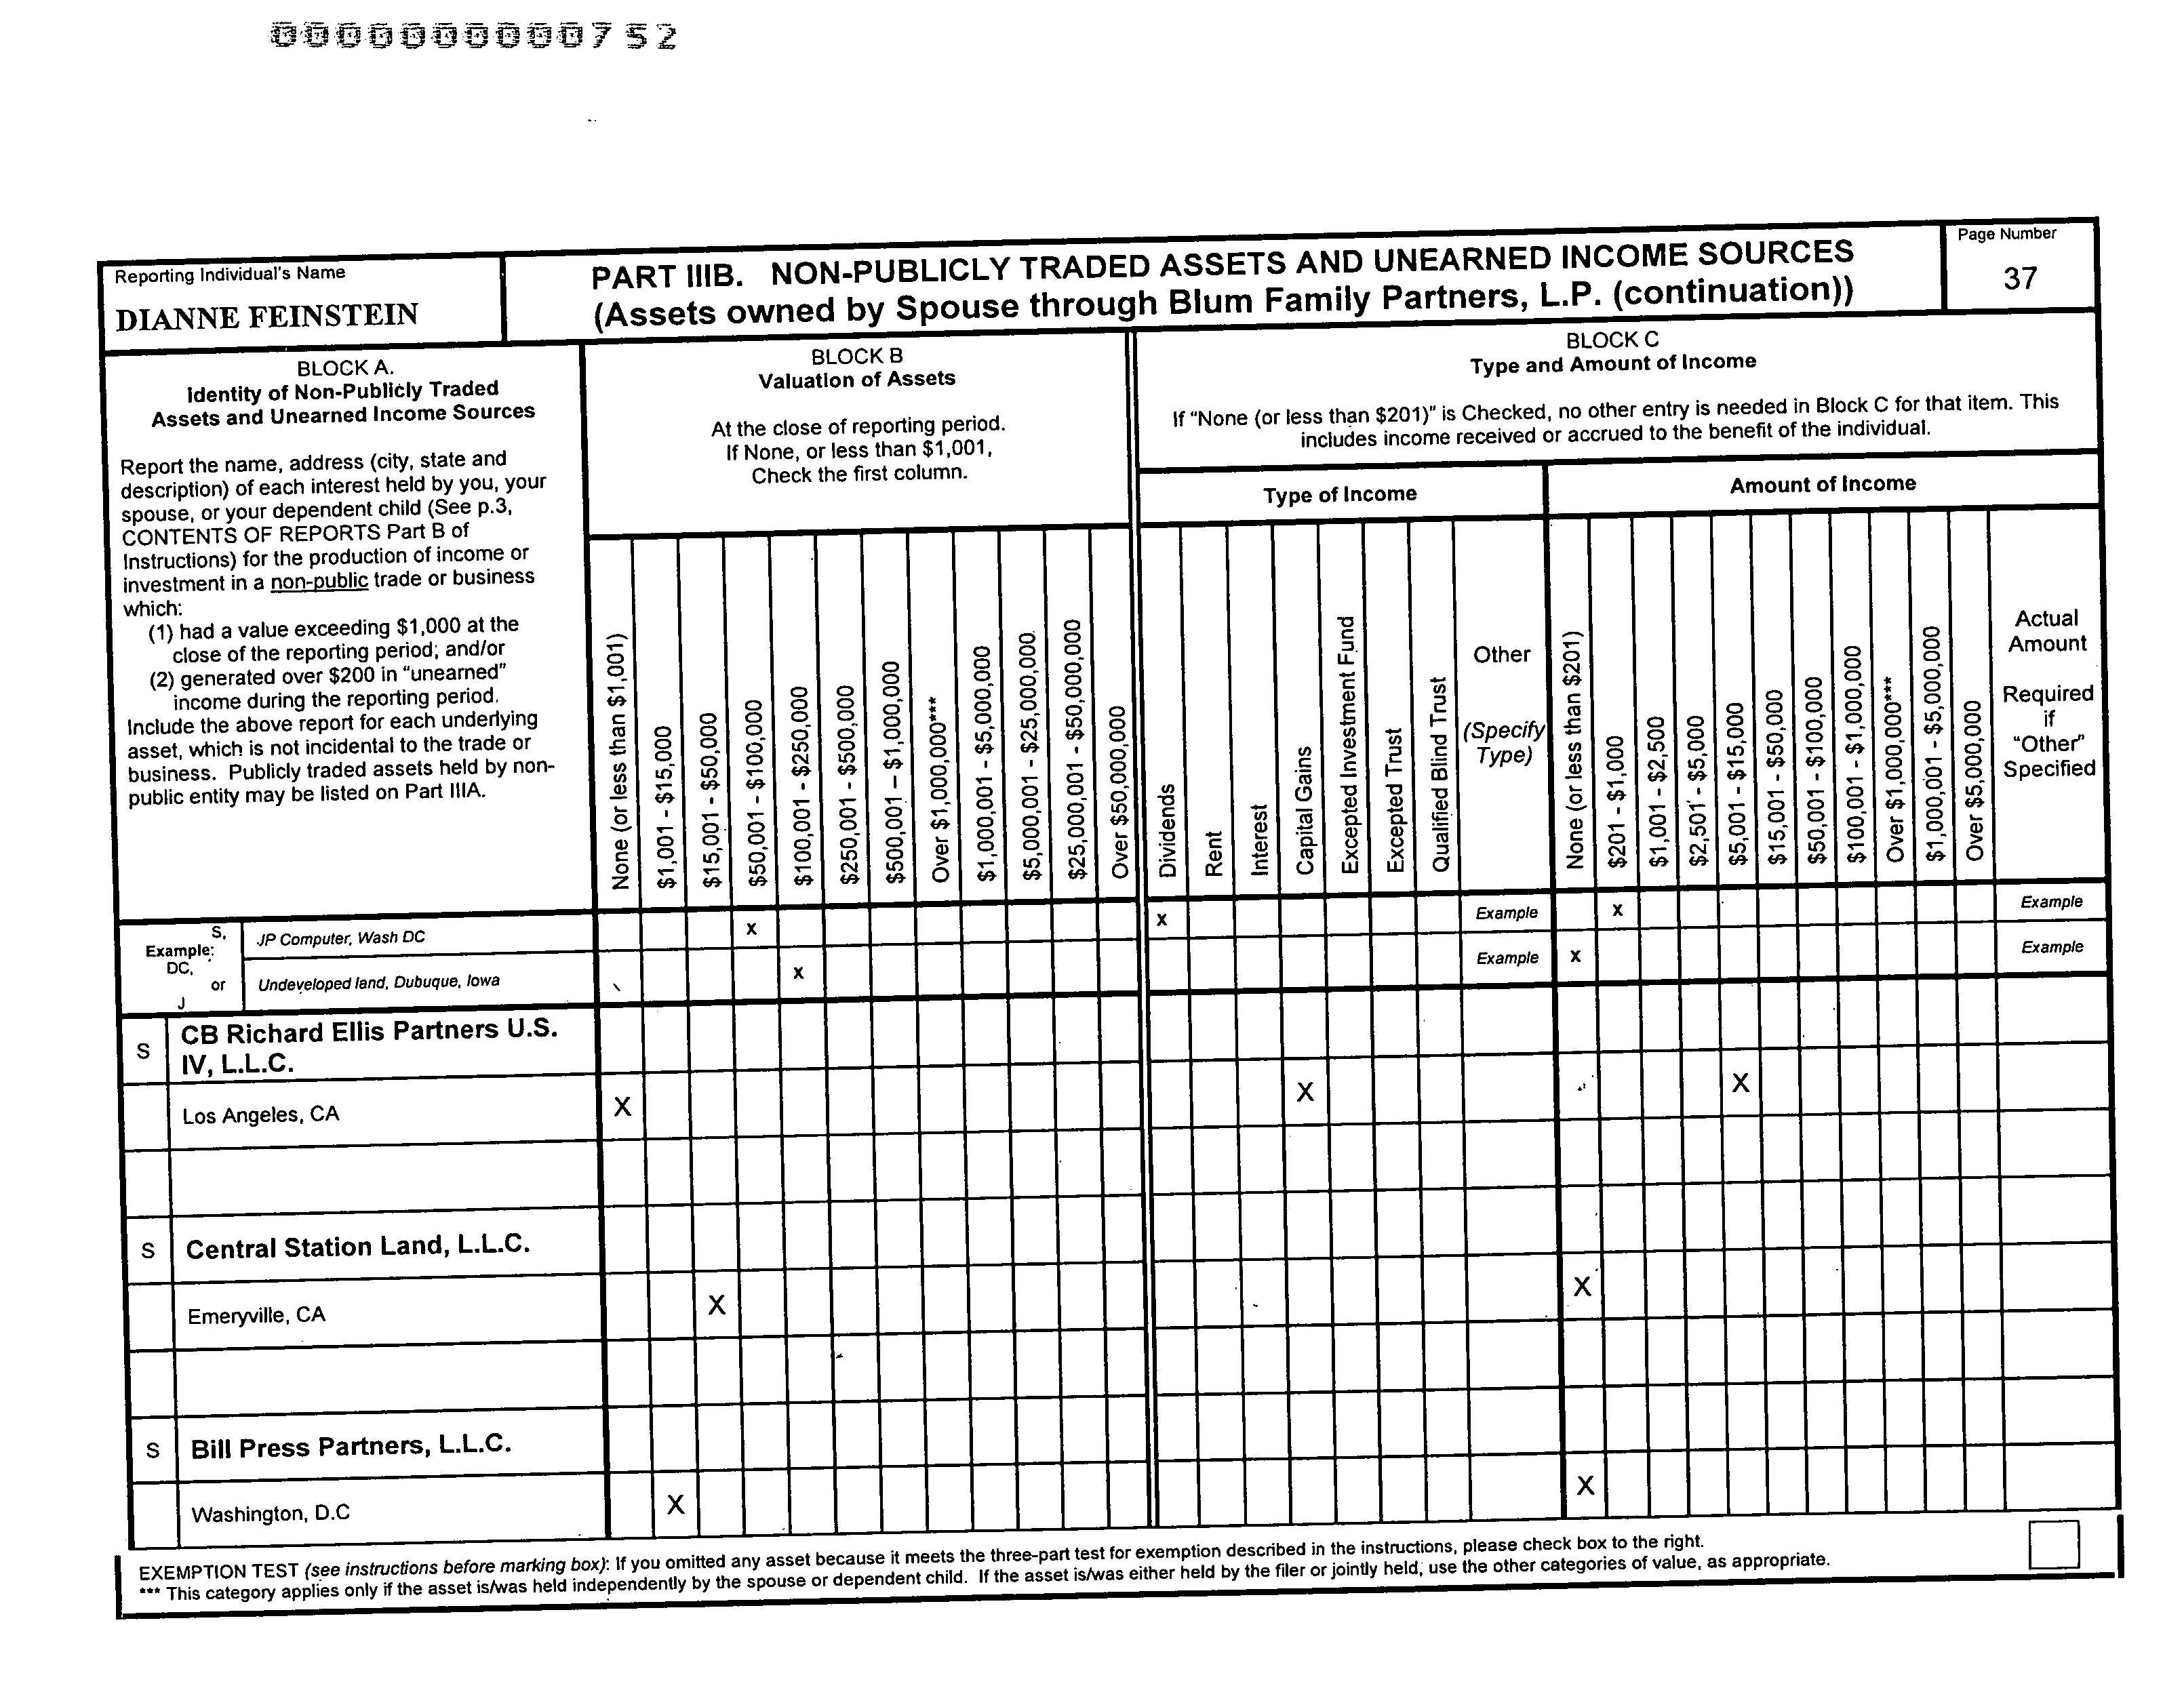 000000000752
Reporting Individual's Name
DIANNE FEINSTEIN
PART IIIB. NON-PUBLICLY TRADED ASSETS AND UNEARNED INCOME SOURCES
(Assets owned by Spouse through Blum Family Partners, L.P. (continuation))
Page Number
37
BLOCK A.
Identity of Non-Publicly Traded
Assets and Unearned Income Sources
Report the name, address (city, state and
description) of each interest held by you, your
spouse, or your dependent child (See p.3,
CONTENTS OF REPORTS Part B of
Instructions) for the production of income or
investment in a non-public trade or business
which:
(1) had a value exceeding $1,000 at the
close of the reporting period; and/or
(2) generated over $200 in "unearned"
income during the reporting period.
Include the above report for each underlying
asset, which is not incidental to the trade or
business. Publicly traded assets held by non-
public entity may be listed on Part IIIA.
BLOCK B
Valuation of Assets
At the close of reporting period.
If None, or less than $1,001,
Check the first column.
None (or less than $1,001)
$1,001 - $15,000
$15,001 - $50,000
$50,001 - $100,000
$100,001 - $250,000
$250,001 - $500,000
$500,001 – $1,000,000
Over $1,000,000***
$1,000,001 - $5,000,000
$5,000,001 - $25,000,000
$25,000,001 - $50,000,000
Over $50,000,000
BLOCK C
Type and Amount of Income
If "None (or less than $201)" is Checked, no other entry is needed in Block C for that item. This
includes income received or accrued to the benefit of the individual.
Type of Income
Amount of Income
Dividends
Rent
Interest
Capital Gains
Excepted Investment Fund
Excepted Trust
Qualified Blind Trust
Other
(Specify
Type)
None (or less than $201)
$201 - $1,000
$1,001 - $2,500
$2,501 - $5,000
$5,001 - $15,000
$15,001 - $50,000
$50,001 - $100,000
$100,001 - $1,000,000
Over $1,000,000***
$1,000,001 - $5,000,000
Over $5,000,000
Actual
Amount
Required
if
"Other"
Specified
Example:
S,
DC,
or
J
JP Computer, Wash DC
x
x
Example
x
Example
Undeveloped land, Dubuque, Iowa
x
Example
x
Example
S
CB Richard Ellis Partners U.S.
IV, L.L.C.
Los Angeles, CA
X
X
X
S
Central Station Land, L.L.C.
Emeryville, CA
X
X
S
Bill Press Partners, L.L.C.
Washington, D.C
X
X
EXEMPTION TEST (see instructions before marking box): If you omitted any asset because it meets the three-part test for exemption described in the instructions, please check box to the right.
*** This category applies only if the asset is/was held independently by the spouse or dependent child. If the asset is/was either held by the filer or jointly held, use the other categories of value, as appropriate.